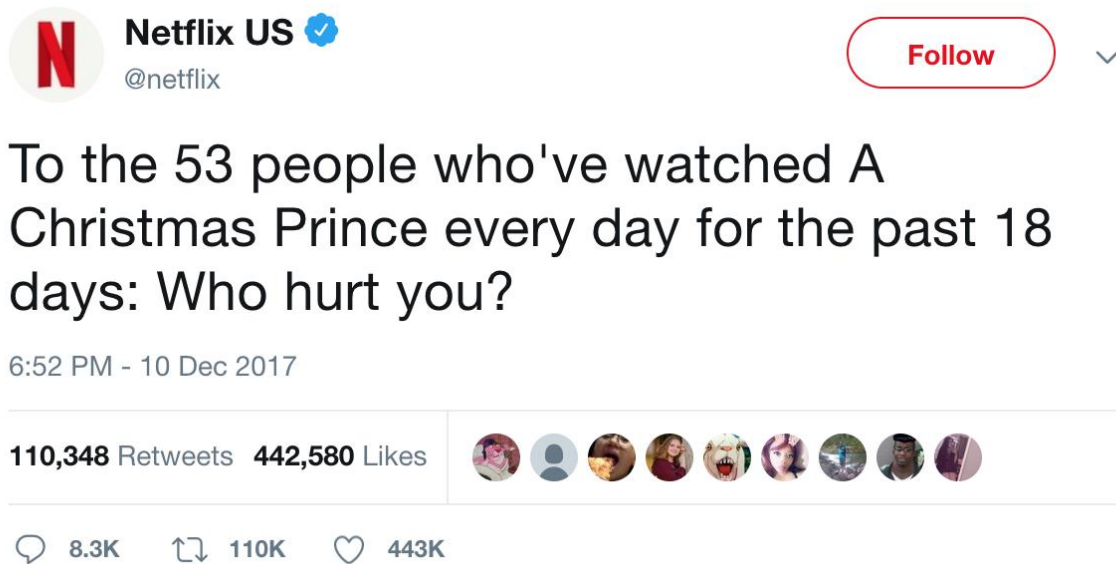 N
Netflix US
@netflix
Follow
To the 53 people who've watched A
Christmas Prince every day for the past 18
days: Who hurt you?
6:52 PM - 10 Dec 2017
110,348 Retweets 442,580 Likes
8.3K 110K 443K